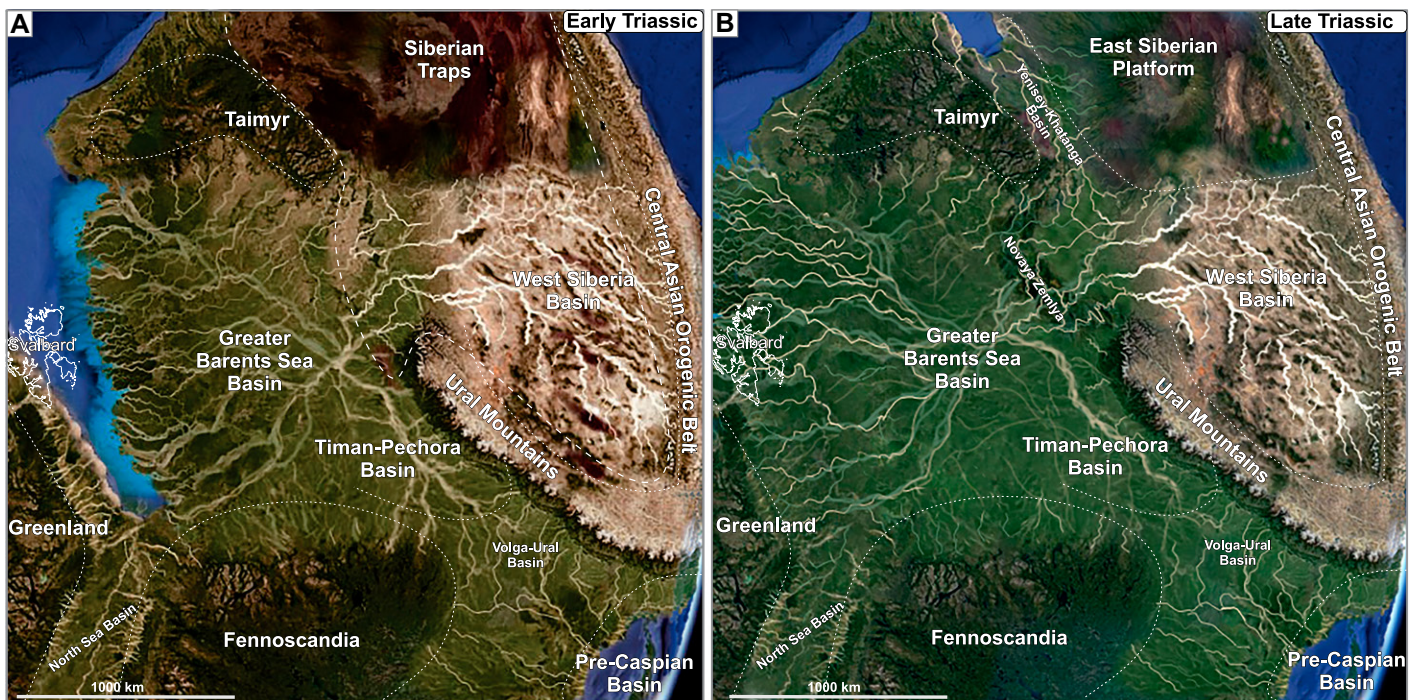 A
Early Triassic
Siberian
Traps
Taimyr
Central Asian Orogenic Belt
West Siberia
Basin
Svalbard
Greater
Barents Sea
Basin
Ural Mountains
Timan-Pechora
Basin
Greenland
Volga-Ural
Basin
North Sea Basin
Fennoscandia
Pre-Caspian
Basin
1000 km
B
Late Triassic
East Siberian
Platform
Yenisey-Khatanga
Basin
Taimyr
Central Asian Orogenic Belt
Novaya Zemlya
West Siberia
Basin
Svalbard
Greater
Barents Sea
Basin
Ural Mountains
Timan-Pechora
Basin
Greenland
Volga-Ural
Basin
North Sea Basin
Fennoscandia
Pre-Caspian
Basin
1000 km